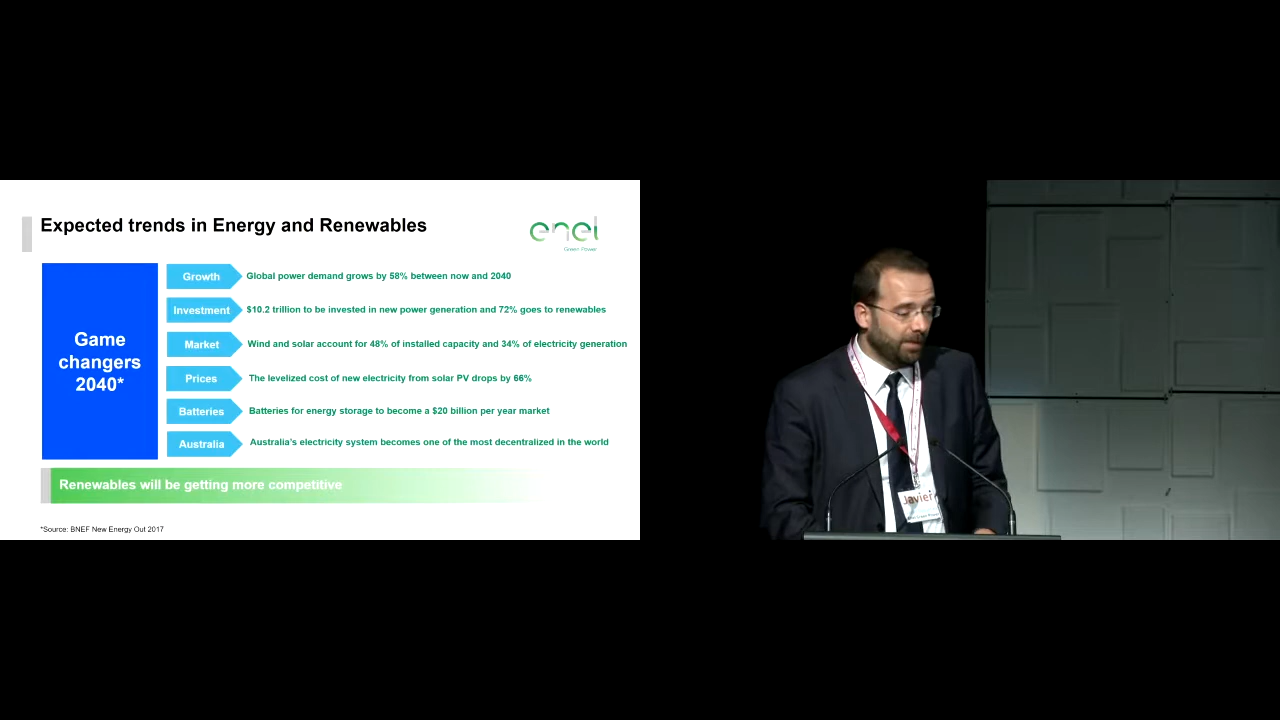 Expected trends in Energy and Renewables
enel
Green Power
Game
changers
2040*
Growth
Global power demand grows by 58% between now and 2040
Investment
$10.2 trillion to be invested in new power generation and 72% goes to renewables
Market
Wind and solar account for 48% of installed capacity and 34% of electricity generation
Prices
The levelized cost of new electricity from solar PV drops by 66%
Batteries
Batteries for energy storage to become a $20 billion per year market
Australia
Australia's electricity system becomes one of the most decentralized in the world
Renewables will be getting more competitive
*Source: BNEF New Energy Out 2017
Javier